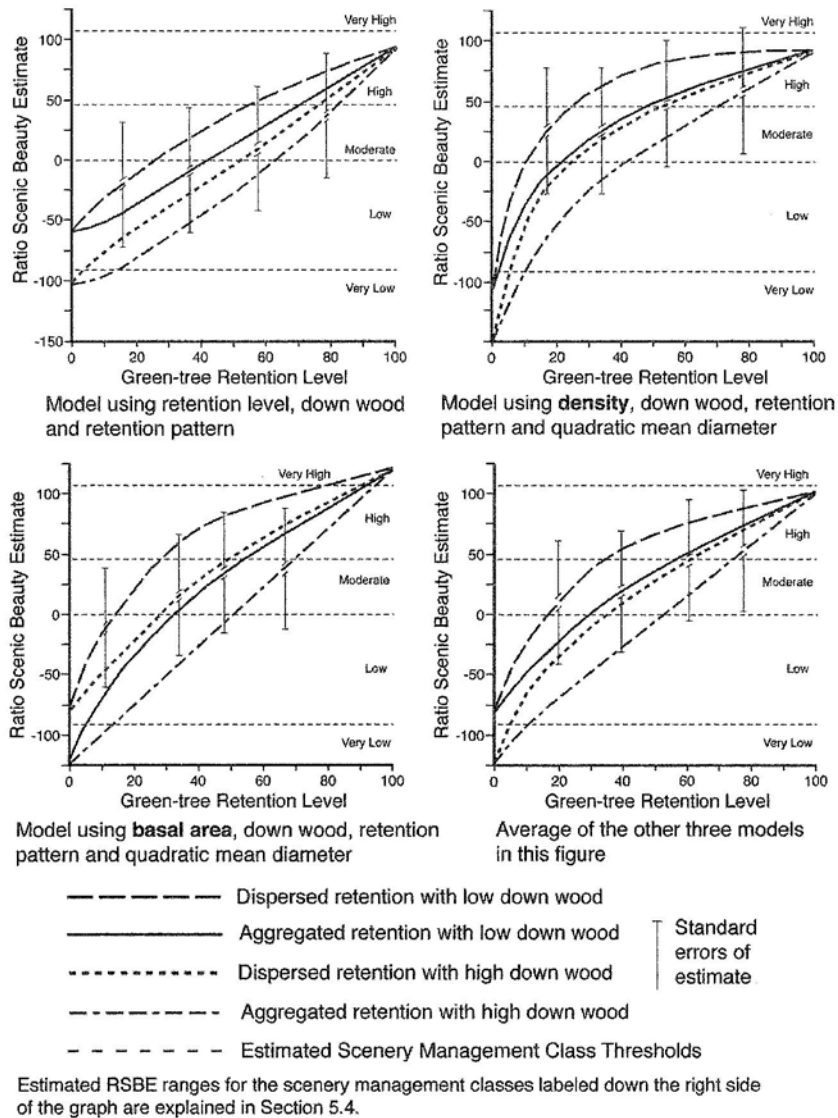 Very High
100
50
0
-50
-100
-150
Ratio Scenic Beauty Estimate
High
Moderate
Low
Very Low
0 10 20 30 40 50 60 70 80 90 100
Green-tree Retention Level
Model using retention level, down wood
and retention pattern
Very High
100
50
0
-50
-100
Ratio Scenic Beauty Estimate
High
Moderate
Low
Very Low
0 20 40 60 80 100
Green-tree Retention Level
Model using density, down wood, retention
pattern and quadratic mean diameter
Very High
100
50
0
-50
-100
Ratio Scenic Beauty Estimate
High
Moderate
Low
Very Low
0 20 40 60 80 100
Green-tree Retention Level
Model using basal area, down wood, retention
pattern and quadratic mean diameter
Very High
100
50
0
-50
-100
Ratio Scenic Beauty Estimate
High
Moderate
Low
Very Low
0 20 40 60 80 100
Green-tree Retention Level
Average of the other three models
in this figure
Dispersed retention with low down wood
Aggregated retention with low down wood
Dispersed retention with high down wood
Aggregated retention with high down wood
Estimated Scenery Management Class Thresholds
Standard
errors of
estimate
Estimated RSBE ranges for the scenery management classes labeled down the right side
of the graph are explained in Section 5.4.